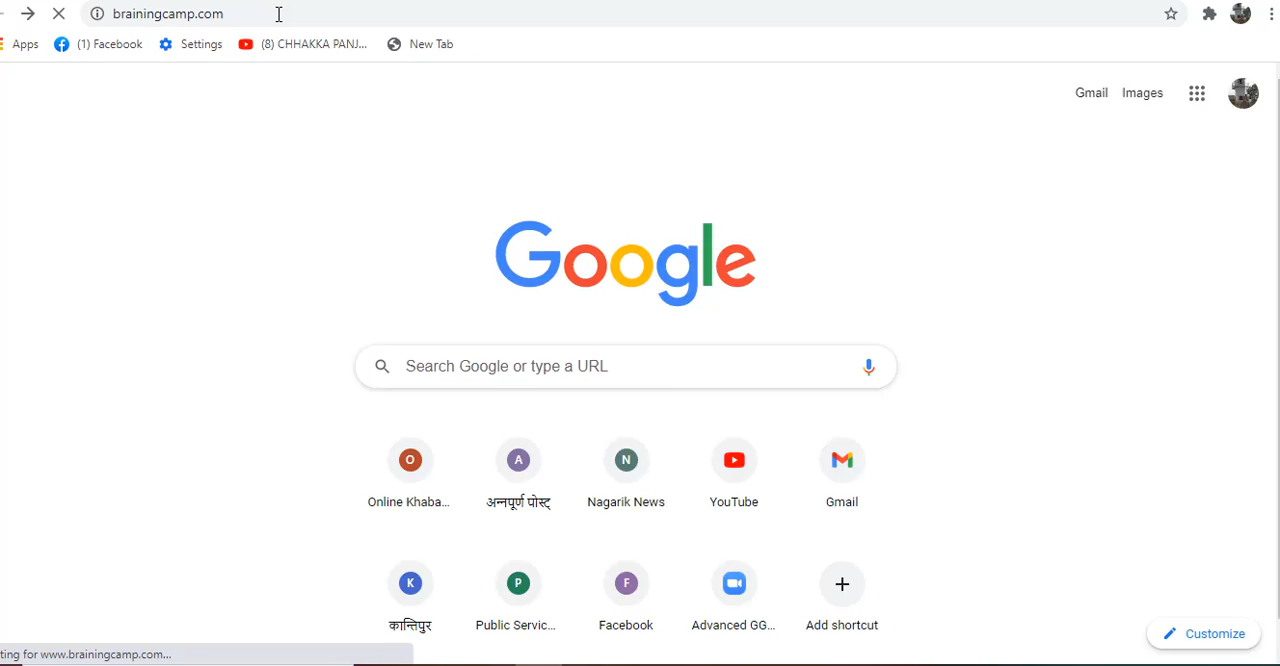 brainingcamp.com
Apps (1) Facebook Settings (8) CHHAKKA PANJ... New Tab
Gmail Images
Google
Search Google or type a URL
O A N
Online Khaba... अन्नपूर्ण पोस्ट् Nagarik News YouTube Gmail
K P F
कान्तिपुर Public Servic... Facebook Advanced GG... Add shortcut
Customize
ting for www.brainingcamp.com...